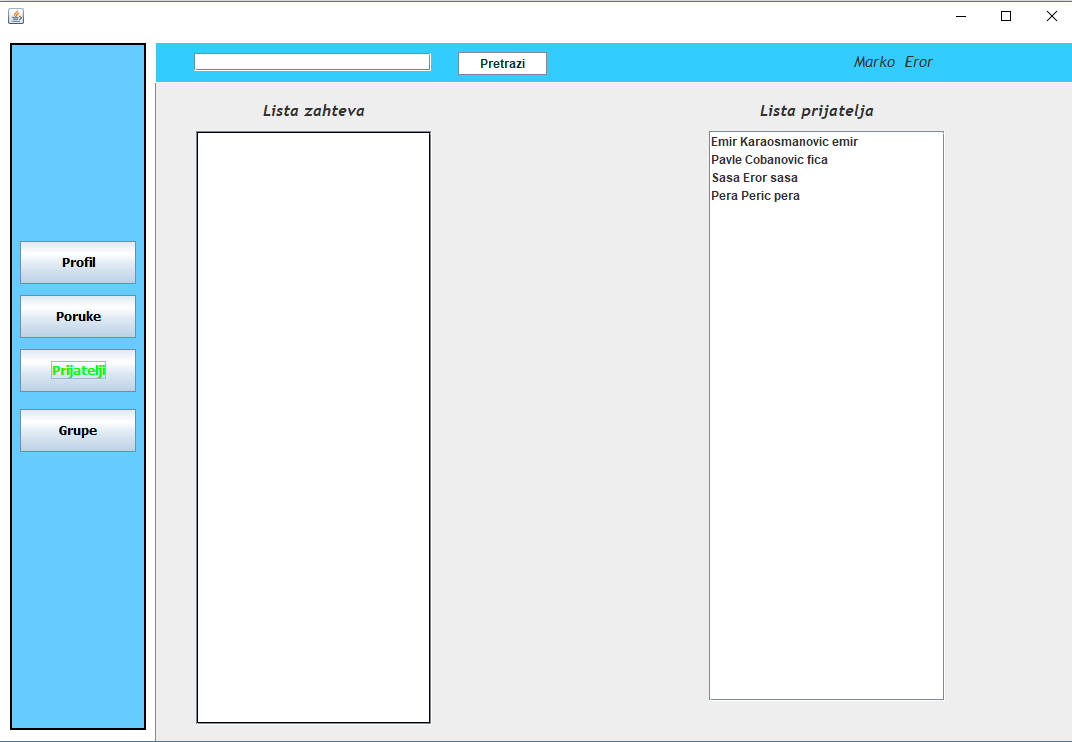 Pretrazi
Marko Eror
Lista zahteva
Lista prijatelja
Emir Karaosmanovic emir
Pavle Cobanovic fica
Sasa Eror sasa
Pera Peric pera
Profil
Poruke
Prijatelji
Grupe